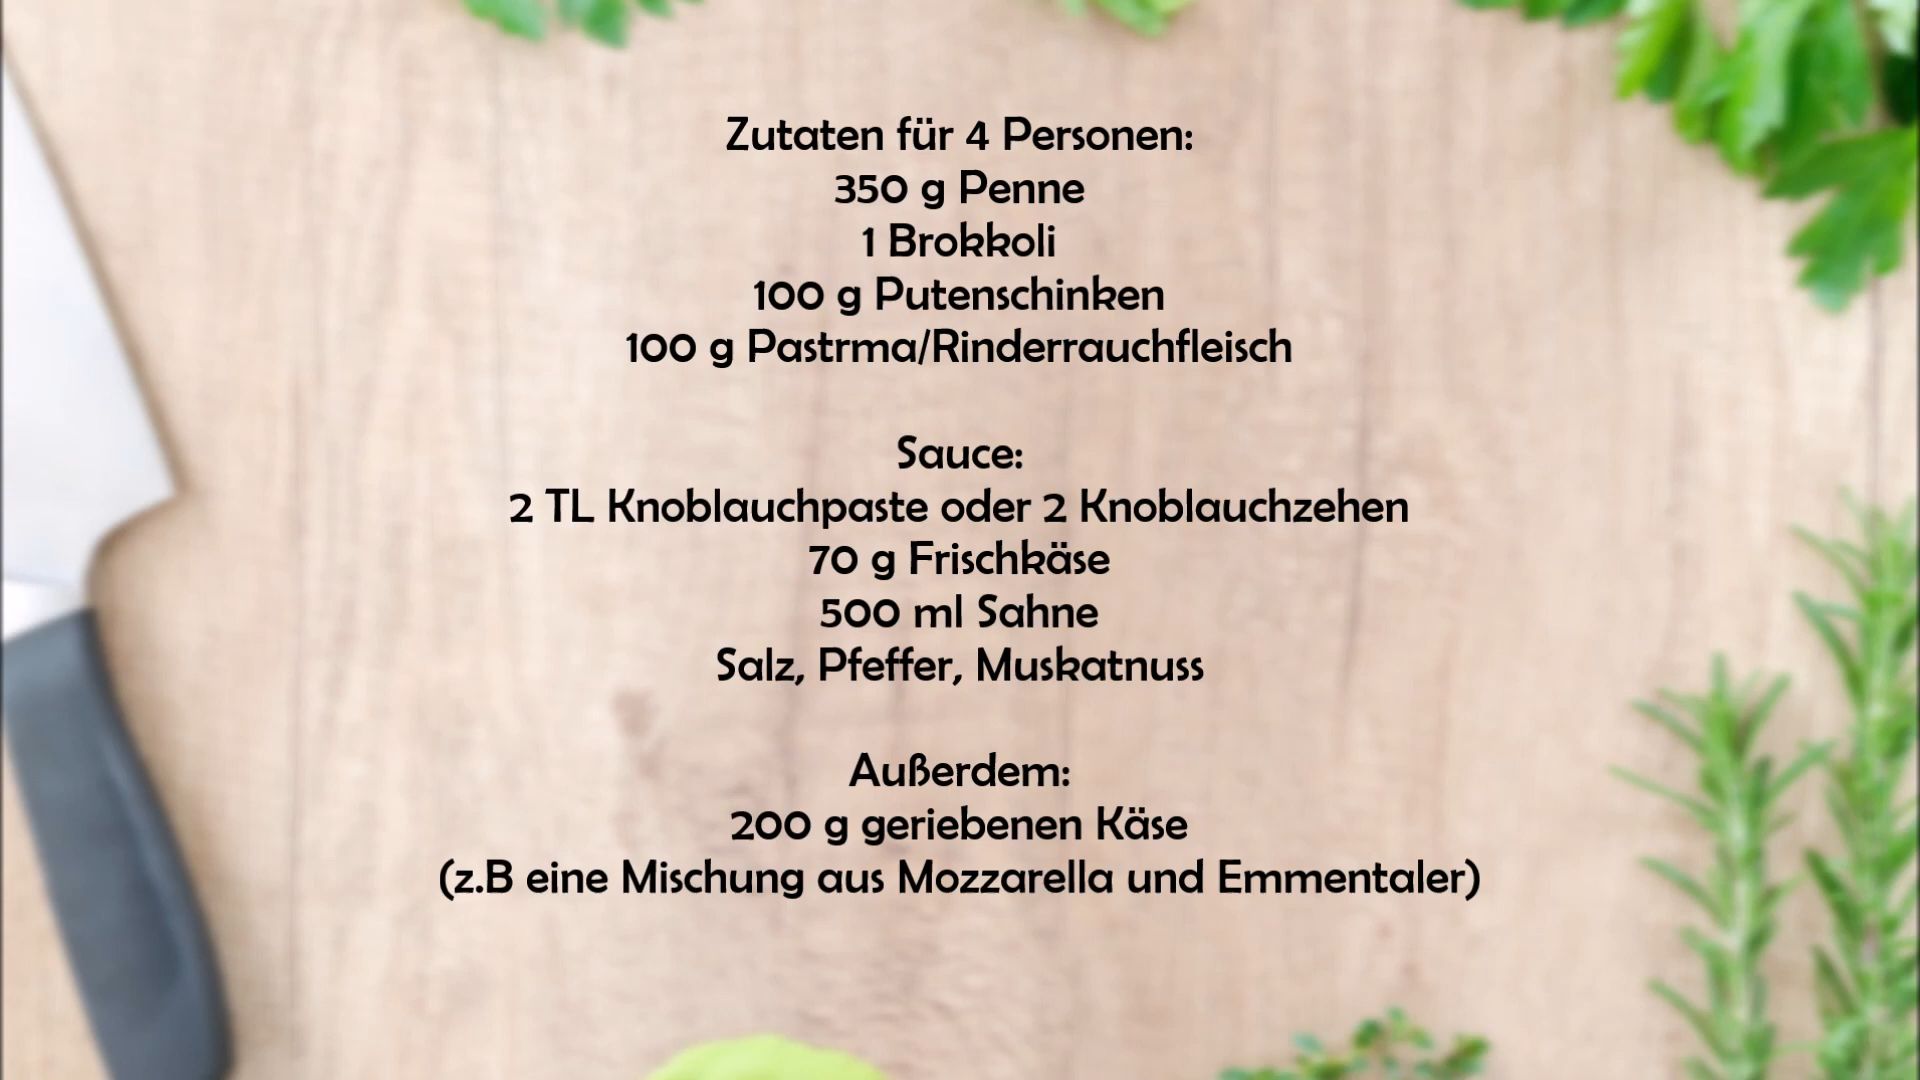 Zutaten für 4 Personen:
350 g Penne
1 Brokkoli
100 g Putenschinken
100 g Pastrma/Rinderrauchfleisch
Sauce:
2 TL Knoblauchpaste oder 2 Knoblauchzehen
70 g Frischkäse
500 ml Sahne
Salz, Pfeffer, Muskatnuss
Außerdem:
200 g geriebenen Käse
(z.B eine Mischung aus Mozzarella und Emmentaler)